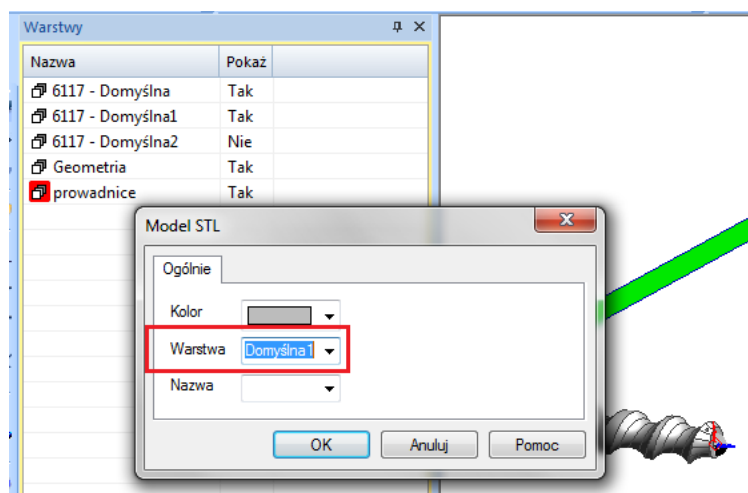 Warstwy
Nazwa Pokaż
6117 - Domyślna Tak
6117 - Domyślna1 Tak
6117 - Domyślna2 Nie
Geometria Tak
prowadnice Tak
Model STL
Ogólnie
Kolor
Warstwa Domyślna1
Nazwa
OK Anuluj Pomoc